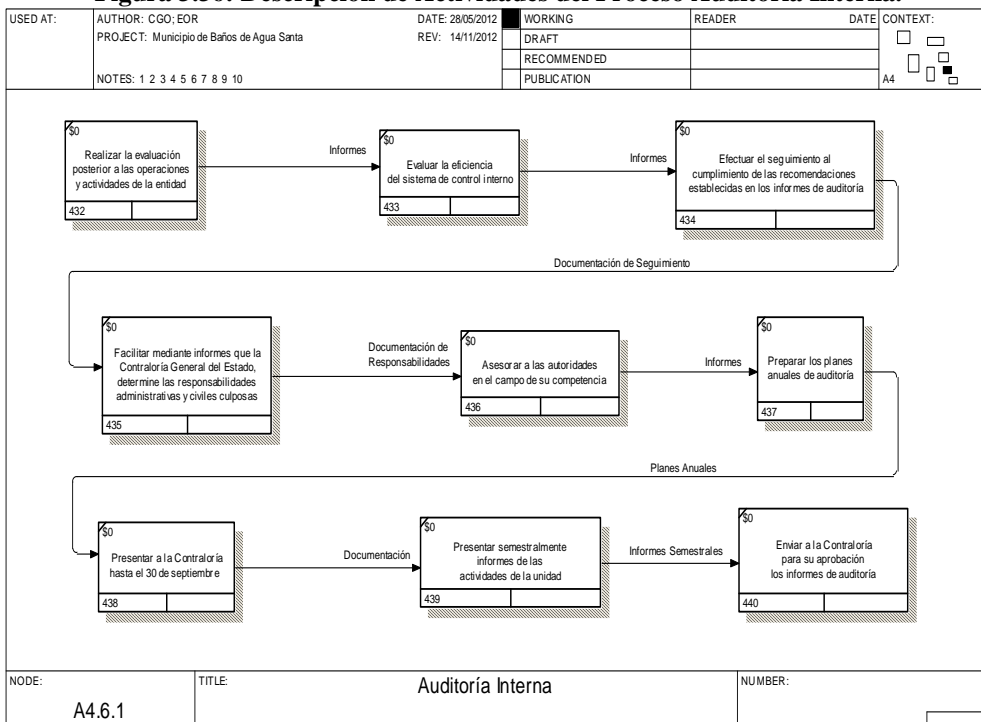 USED AT:
AUTHOR: CGO; EOR
DATE: 28/05/2012
WORKING
READER
DATE
CONTEXT:
PROJECT: Municipio de Baños de Agua Santa
REV: 14/11/2012
DRAFT
RECOMMENDED
NOTES: 1 2 3 4 5 6 7 8 9 10
PUBLICATION
A4
$0
Realizar la evaluación
posterior a las operaciones
y actividades de la entidad
432
Informes
$0
Evaluar la eficiencia
del sistema de control interno
433
Informes
$0
Efectuar el seguimiento al
cumplimiento de las recomendaciones
establecidas en los informes de auditoría
434
Documentación de Seguimiento
$0
Facilitar mediante informes que la
Contraloría General del Estado,
determine las responsabilidades
administrativas y civiles culposas
435
Documentación de
Responsabilidades
$0
Asesorar a las autoridades
en el campo de su competencia
436
Informes
$0
Preparar los planes
anuales de auditoría
437
Planes Anuales
$0
Presentar a la Contraloría
hasta el 30 de septiembre
438
Documentación
$0
Presentar semestralmente
informes de las
actividades de la unidad
439
Informes Semestrales
$0
Enviar a la Contraloría
para su aprobación
los informes de auditoría
440
NODE:
A4.6.1
TITLE:
Auditoría Interna
NUMBER: